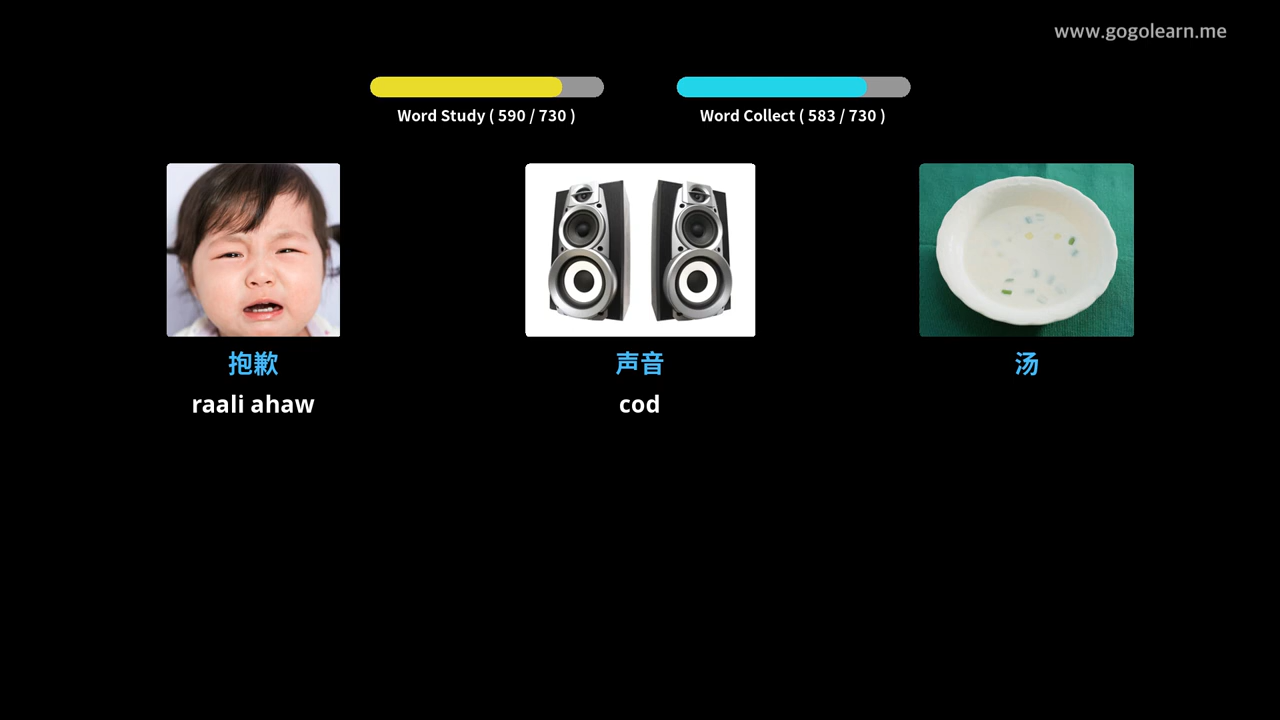 www.gogolearn.me
Word Study ( 590 / 730 )
Word Collect ( 583 / 730 )
抱歉
raali ahaw
声音
cod
汤